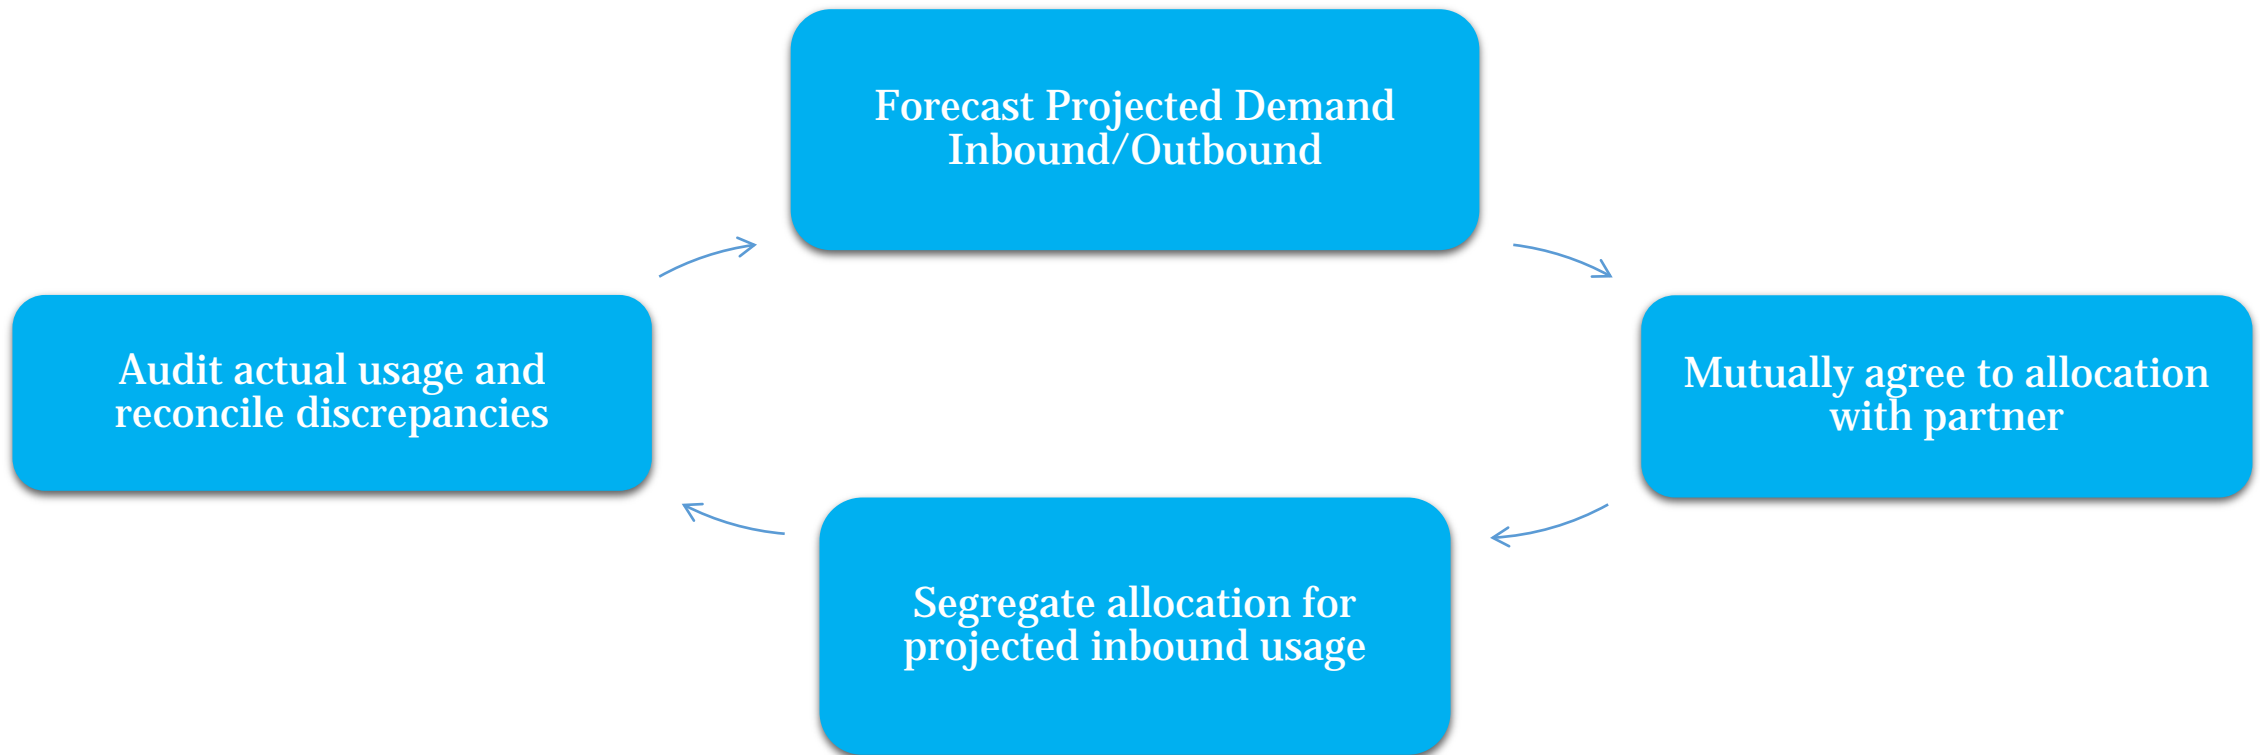 Forecast Projected Demand
Inbound/Outbound
Mutually agree to allocation
with partner
Segregate allocation for
projected inbound usage
Audit actual usage and
reconcile discrepancies